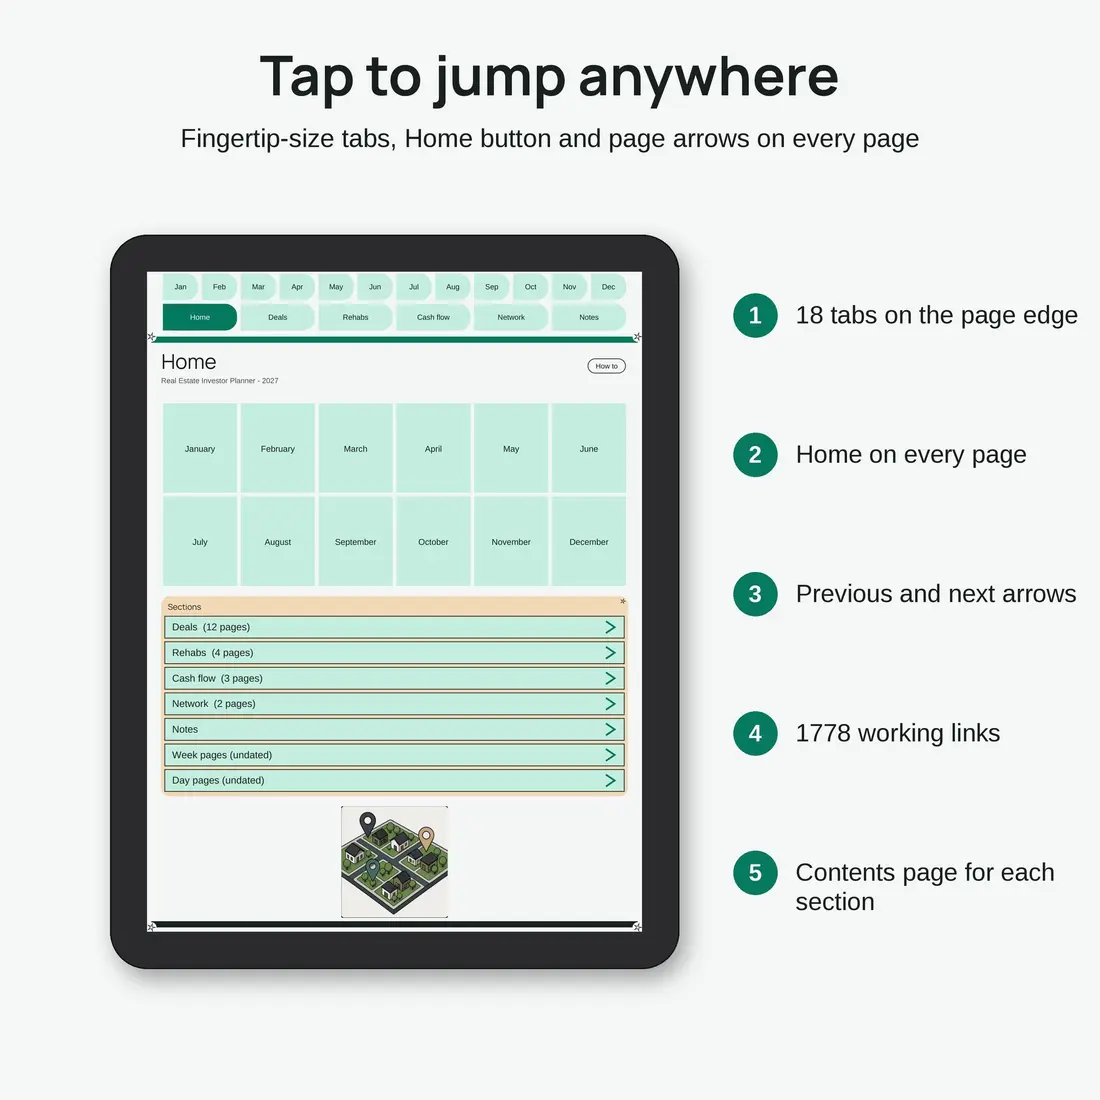 Tap to jump anywhere
Fingertip-size tabs, Home button and page arrows on every page
Jan Feb Mar Apr May Jun Jul Aug Sep Oct Nov Dec
Home Deals Rehabs Cash flow Network Notes
Home
How to
Real Estate Investor Planner - 2027
January February March April May June
July August September October November December
Sections
Deals (12 pages)
Rehabs (4 pages)
Cash flow (3 pages)
Network (2 pages)
Notes
Week pages (undated)
Day pages (undated)
1 18 tabs on the page edge
2 Home on every page
3 Previous and next arrows
4 1778 working links
5 Contents page for each
section